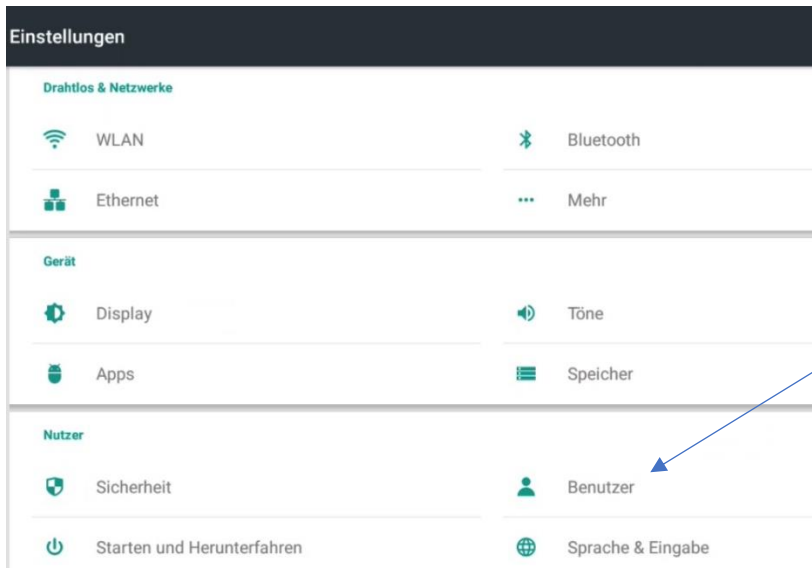 Einstellungen
Drahtlos & Netzwerke
WLAN
Bluetooth
Ethernet
Mehr
Gerät
Display
Töne
Apps
Speicher
Nutzer
Sicherheit
Benutzer
Starten und Herunterfahren
Sprache & Eingabe